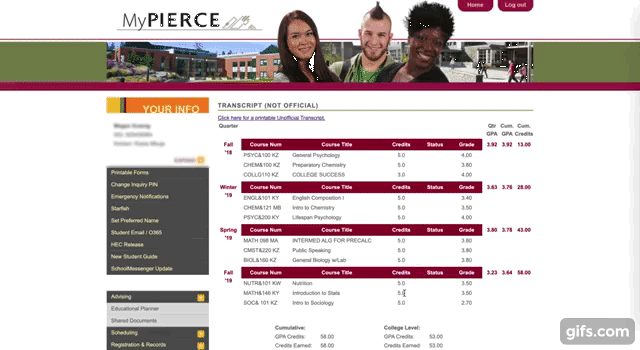 MyPIERCE
Home Log out
YOUR INFO
EXPAND
Printable Forms
Change Inquiry PIN
Emergency Notifications
Starfish
Set Preferred Name
Student Email / O365
HEC Release
New Student Guide
SchoolMessenger Update
Advising
Educational Planner
Shared Documents
Scheduling
Registration & Records
TRANSCRIPT (NOT OFFICIAL)
Click here for a printable Unofficial Transcript.
Quarter Qtr GPA Cum. GPA Cum. Credits
Fall '18 Course Num Course Title Credits Status Grade 3.92 3.92 13.00
PSYC&100 KZ General Psychology 5.0 4.00
CHEM&100 KZ Preparatory Chemistry 5.0 3.80
COLLG110 KZ COLLEGE SUCCESS 3.0 4.00
Winter '19 Course Num Course Title Credits Status Grade 3.63 3.76 28.00
ENGL&101 KY English Composition I 5.0 3.40
CHEM&121 MB Intro to Chemistry 5.0 3.50
PSYC&200 KY Lifespan Psychology 5.0 4.00
Spring '19 Course Num Course Title Credits Status Grade 3.80 3.78 43.00
MATH 098 MA INTERMED ALG FOR PRECALC 5.0 3.80
CMST&220 KZ Public Speaking 5.0 3.80
BIOL&160 KZ General Biology w/Lab 5.0 3.80
Fall '19 Course Num Course Title Credits Status Grade 3.23 3.64 58.00
NUTR&101 KW Nutrition 5.0 3.50
MATH&146 KY Introduction to Stats 5.0 3.50
SOC& 101 KZ Intro to Sociology 5.0 2.70
Cumulative: College Level:
GPA Credits: 56.00 GPA Credits: 53.00
Credits Earned: 58.00 Credits Earned: 53.00
gifs.com